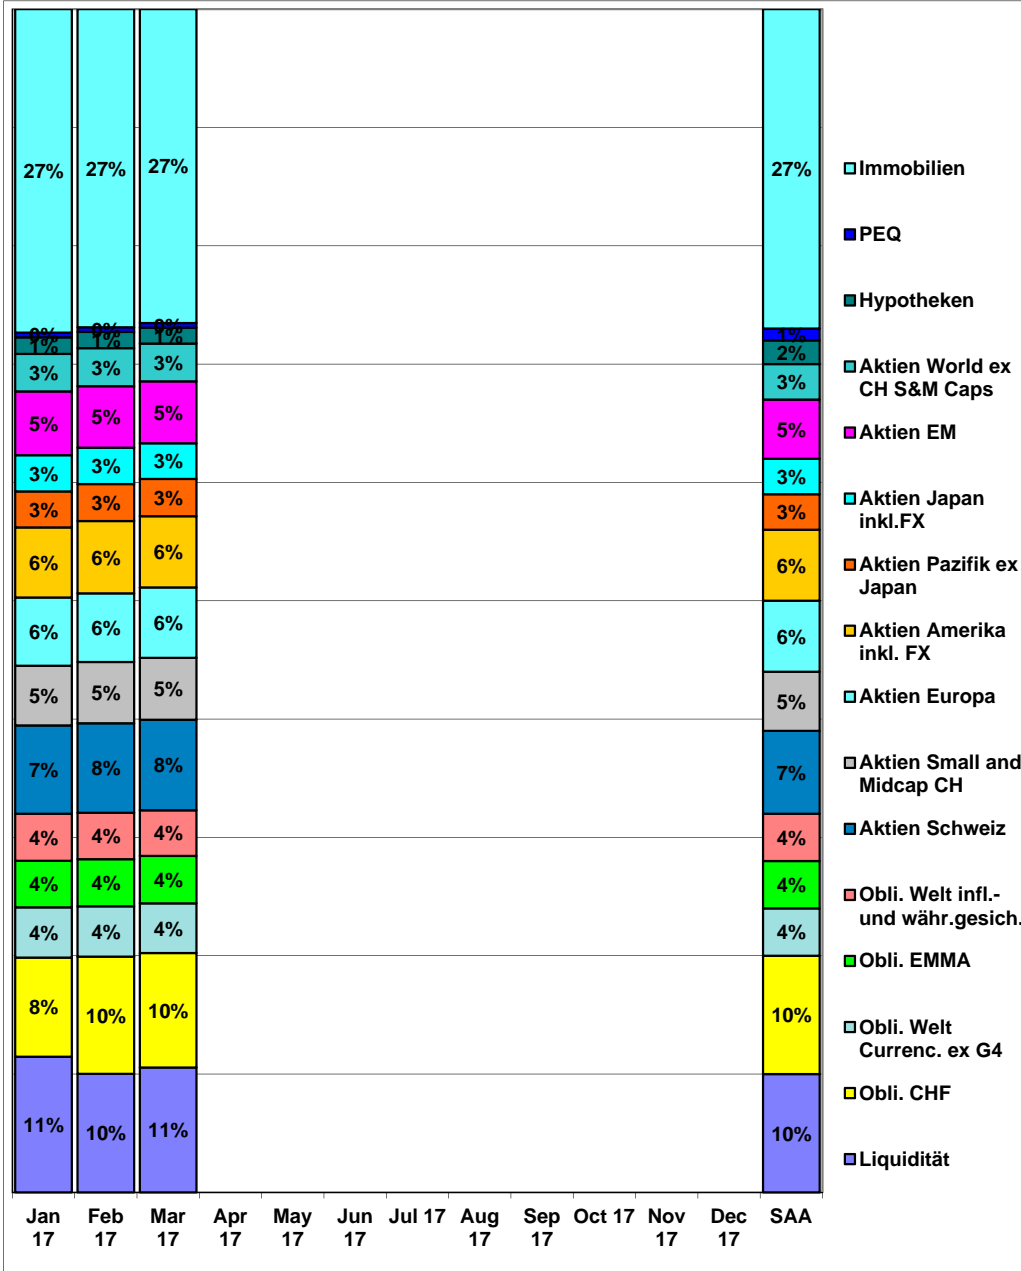 27%
27%
27%
27%
0%
0%
0%
1%
1%
1%
1%
2%
3%
3%
3%
3%
5%
5%
5%
5%
3%
3%
3%
3%
3%
3%
3%
3%
6%
6%
6%
6%
6%
6%
6%
6%
5%
5%
5%
5%
7%
8%
8%
7%
4%
4%
4%
4%
4%
4%
4%
4%
4%
4%
4%
4%
8%
10%
10%
10%
11%
10%
11%
10%
Immobilien
PEQ
Hypotheken
Aktien World ex
CH S&M Caps
Aktien EM
Aktien Japan
inkl.FX
Aktien Pazifik ex
Japan
Aktien Amerika
inkl. FX
Aktien Europa
Aktien Small and
Midcap CH
Aktien Schweiz
Obli. Welt infl.-
und währ.gesich.
Obli. EMMA
Obli. Welt
Currenc. ex G4
Obli. CHF
Liquidität
Jan
17
Feb
17
Mar
17
Apr
17
May
17
Jun
17
Jul 17
Aug
17
Sep
17
Oct 17
Nov
17
Dec
17
SAA